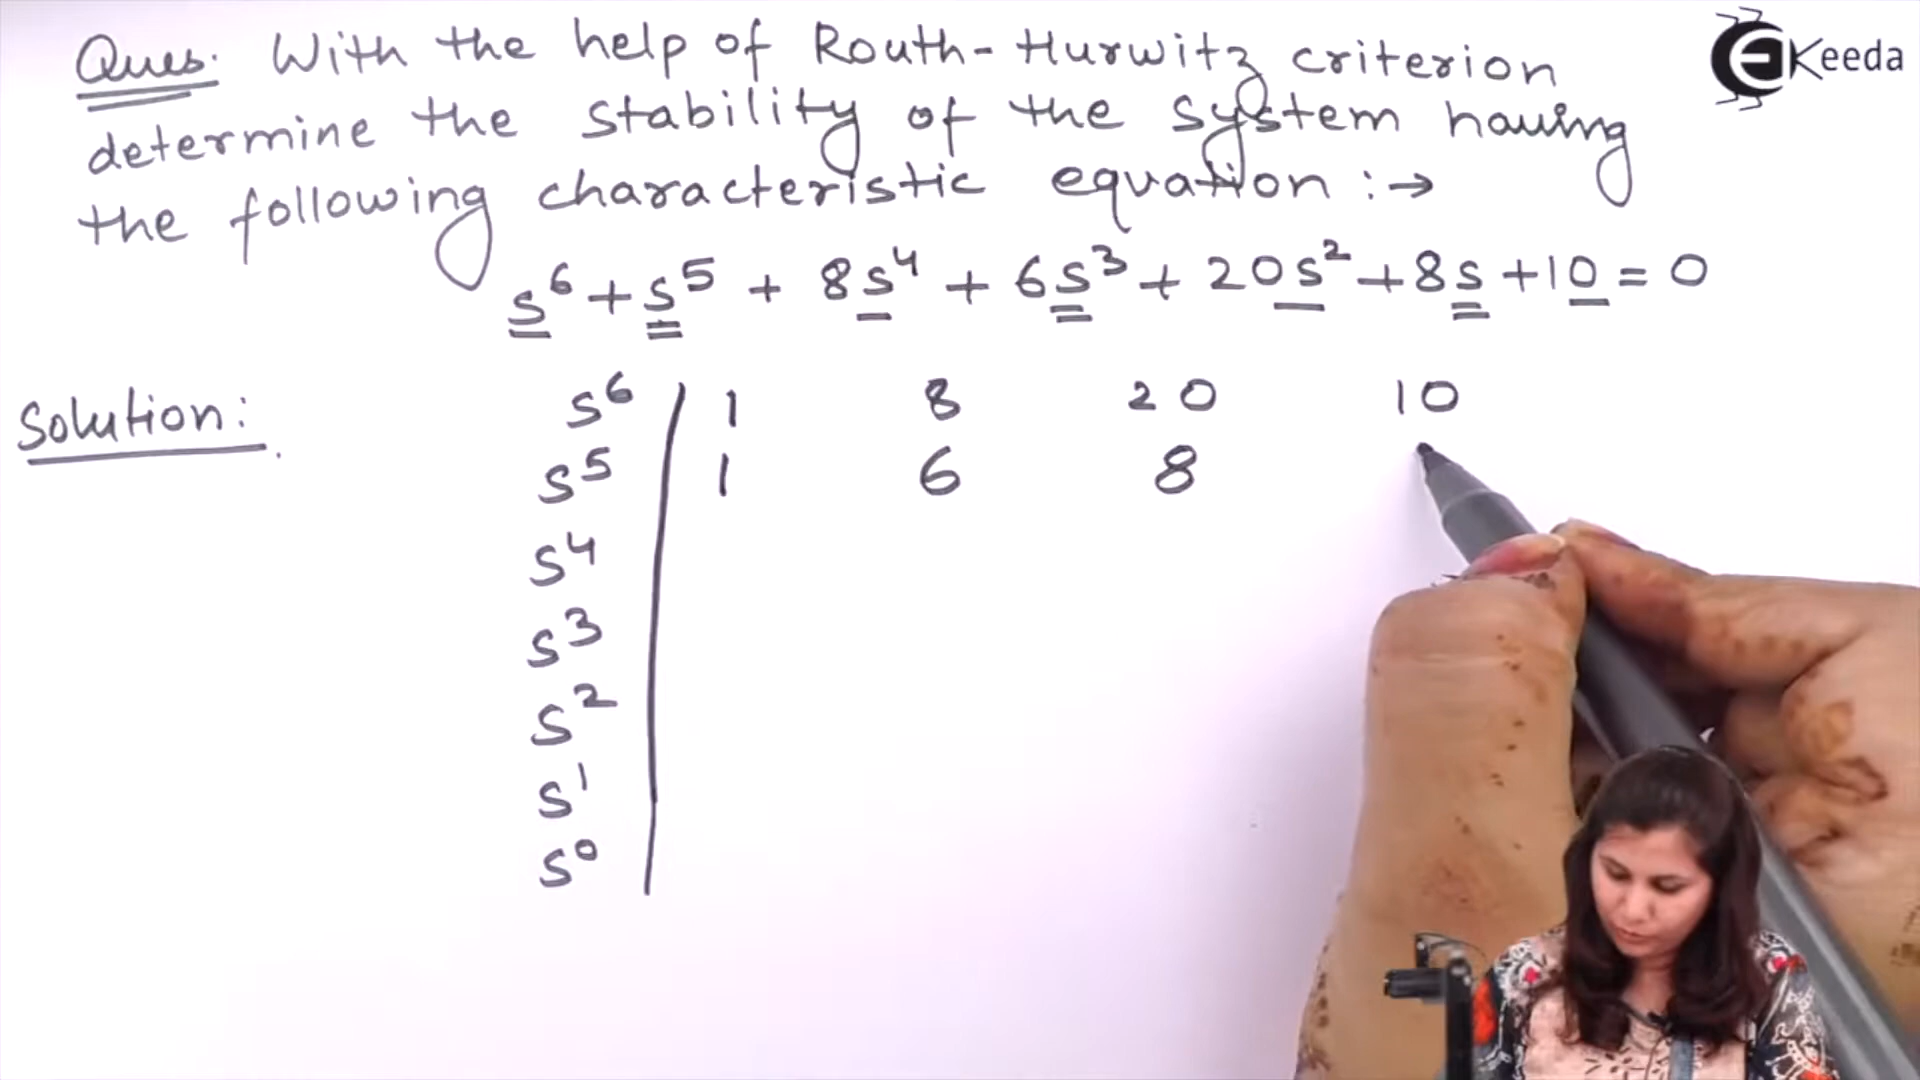 Ques. With the help of Routh-Hurwitz criterion
Keeda
determine the stability of the system having
the following characteristic equation :→
s⁶ + s⁵ + 8s⁴ + 6s³ + 20s² + 8s + 10 = 0
Solution:
s⁶ 1 8 20 10
s⁵ 1 6 8
s⁴
s³
s²
s¹
s⁰